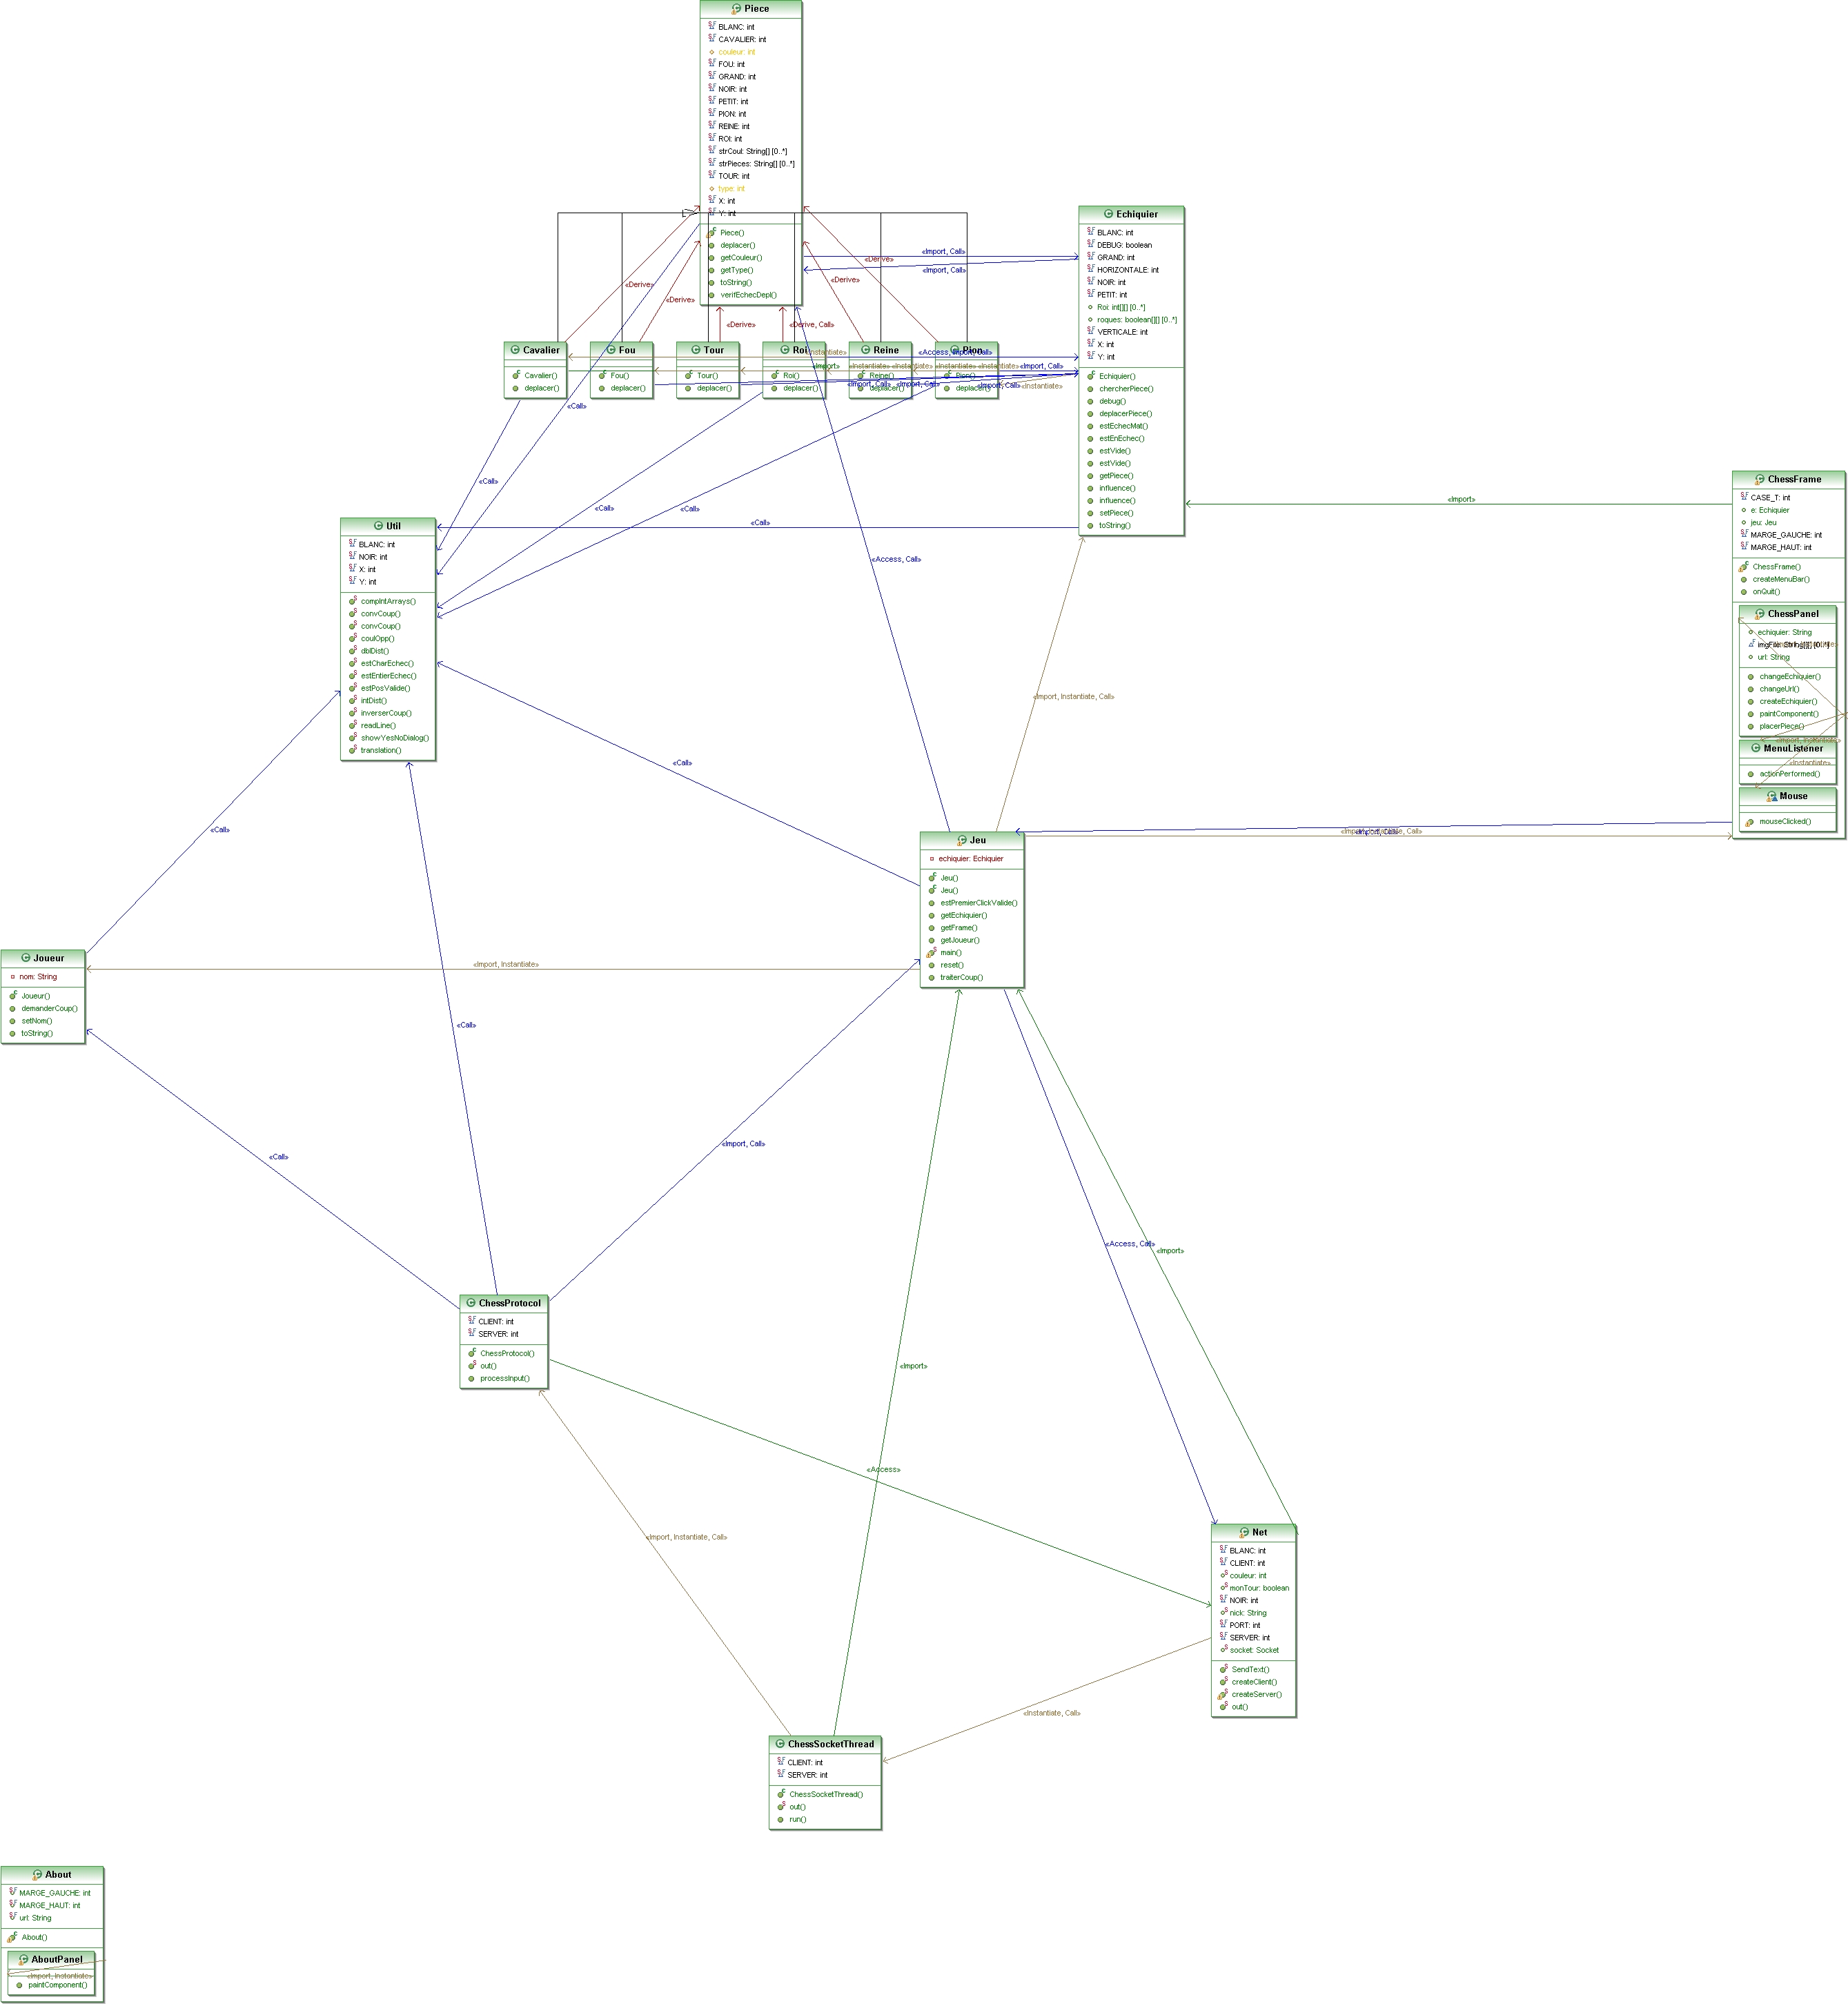 Piece
BLANC: int
CAVALIER: int
couleur: int
FOU: int
GRAND: int
NOIR: int
PETIT: int
PION: int
REINE: int
ROI: int
strCoul: String[] [0..*]
strPieces: String[] [0..*]
TOUR: int
type: int
X: int
Y: int
Piece()
deplacer()
getCouleur()
getType()
toString()
verifEchecDepl()
Echiquier
BLANC: int
DEBUG: boolean
GRAND: int
HORIZONTALE: int
NOIR: int
PETIT: int
Roi: int[][] [0..*]
roques: boolean[][] [0..*]
VERTICALE: int
X: int
Y: int
Echiquier()
chercherPiece()
debug()
deplacerPiece()
estEchecMat()
estEnEchec()
estVide()
estVide()
getPiece()
influence()
influence()
setPiece()
toString()
«Import, Call»
«Import, Call»
«Derive»
«Derive»
«Derive»
«Derive»
«Derive»
«Derive, Call»
Cavalier
Cavalier()
deplacer()
Fou
Fou()
deplacer()
Tour
Tour()
deplacer()
Roi
Roi()
deplacer()
Reine
Reine()
deplacer()
Pion
Pion()
deplacer()
«Instantiate»
«Access, Import, Call»
«Import»
«Instantiate»
«Instantiate»
«Instantiate»
«Instantiate»
«Import, Call»
«Import, Call»
«Import, Call»
«Import, Call»
«Instantiate»
«Call»
«Call»
«Call»
«Call»
«Call»
Util
BLANC: int
NOIR: int
X: int
Y: int
compIntArrays()
convCoup()
convCoup()
coulOpp()
dblDist()
estCharEchec()
estEntierEchec()
estPosValide()
intDist()
inverserCoup()
readLine()
showYesNoDialog()
translation()
«Import»
ChessFrame
CASE_T: int
e: Echiquier
jeu: Jeu
MARGE_GAUCHE: int
MARGE_HAUT: int
ChessFrame()
createMenuBar()
onQuit()
ChessPanel
echiquier: String
imgFile: String[][] [0..*]
url: String
changeEchiquier()
changeUrl()
createEchiquier()
paintComponent()
placerPiece()
«Import, Instantiate»
MenuListener
«Instantiate»
actionPerformed()
Mouse
mouseClicked()
«Access, Call»
«Import, Instantiate, Call»
«Call»
«Call»
«Import, Instantiate, Call»
«Import, Call»
Jeu
echiquier: Echiquier
Jeu()
Jeu()
estPremierClickValide()
getEchiquier()
getFrame()
getJoueur()
main()
reset()
traiterCoup()
Joueur
nom: String
Joueur()
demanderCoup()
setNom()
toString()
«Import, Instantiate»
«Call»
«Call»
«Import, Call»
«Access, Call»
«Import»
ChessProtocol
CLIENT: int
SERVER: int
ChessProtocol()
out()
processInput()
«Import»
«Access»
«Import, Instantiate, Call»
Net
BLANC: int
CLIENT: int
couleur: int
monTour: boolean
NOIR: int
nick: String
PORT: int
SERVER: int
socket: Socket
SendText()
createClient()
createServer()
out()
«Instantiate, Call»
ChessSocketThread
CLIENT: int
SERVER: int
ChessSocketThread()
out()
run()
About
MARGE_GAUCHE: int
MARGE_HAUT: int
url: String
About()
AboutPanel
«Import, Instantiate»
paintComponent()